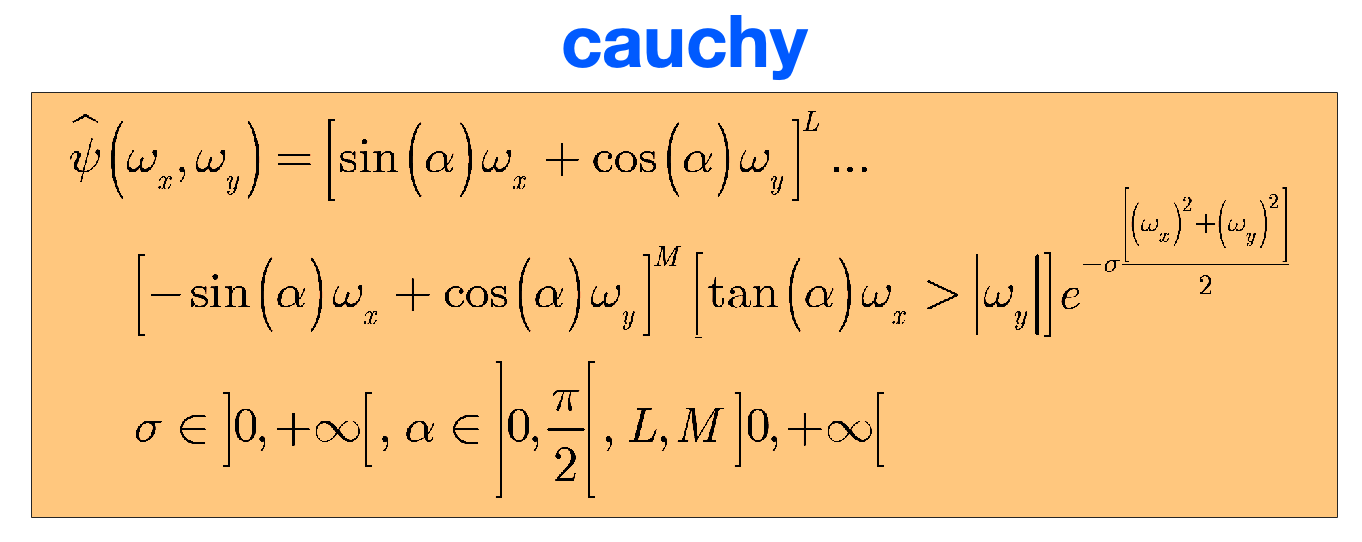 cauchy
ψ̂(ω_x, ω_y) = [sin(α)ω_x + cos(α)ω_y]^L ...
[−sin(α)ω_x + cos(α)ω_y]^M [tan(α)ω_x > |ω_y|] e^{−σ[(ω_x)^2+(ω_y)^2]/2}
σ ∈ ]0,+∞[, α ∈ ]0,π/2[, L,M ]0,+∞[